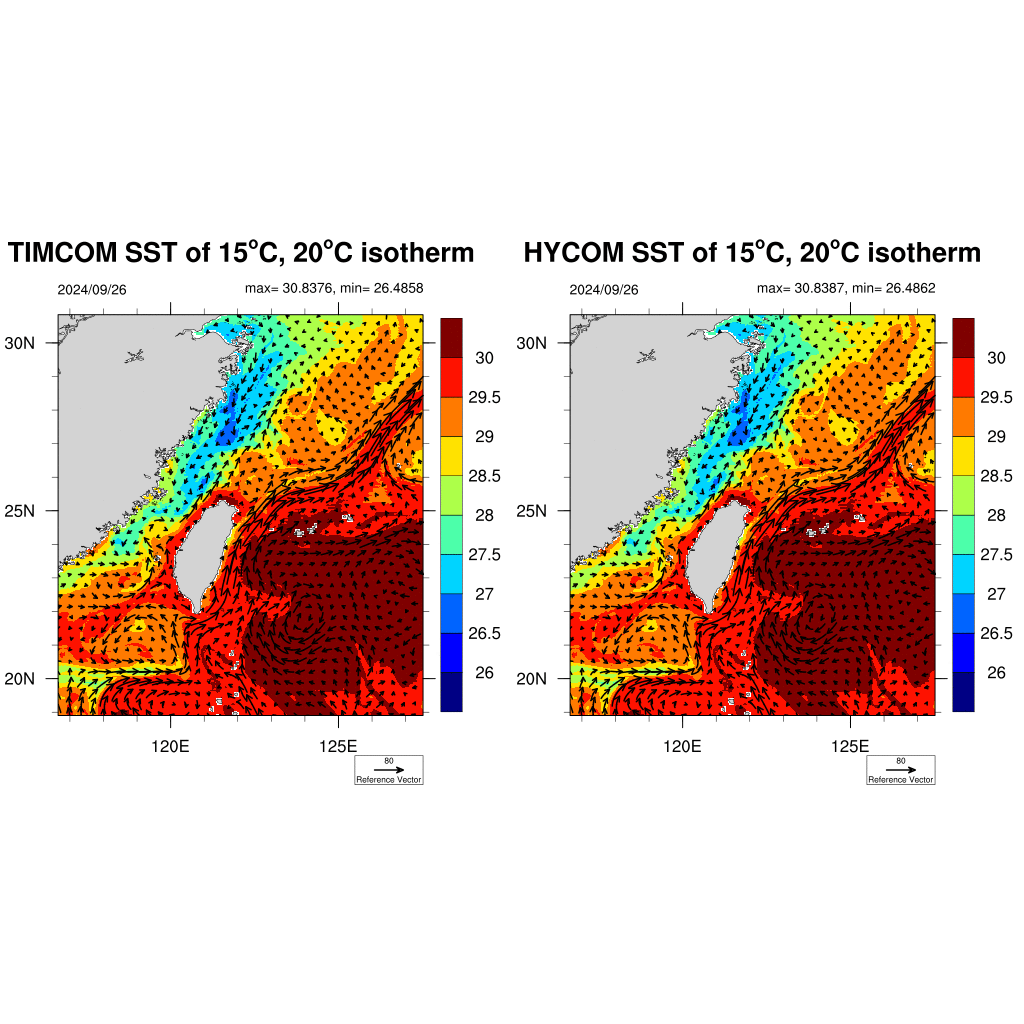 TIMCOM SST of 15°C, 20°C isotherm
2024/09/26 max= 30.8376, min= 26.4858
30N
25N
20N
120E 125E
30
29.5
29
28.5
28
27.5
27
26.5
26
80
Reference Vector
HYCOM SST of 15°C, 20°C isotherm
2024/09/26 max= 30.8387, min= 26.4862
30N
25N
20N
120E 125E
30
29.5
29
28.5
28
27.5
27
26.5
26
80
Reference Vector